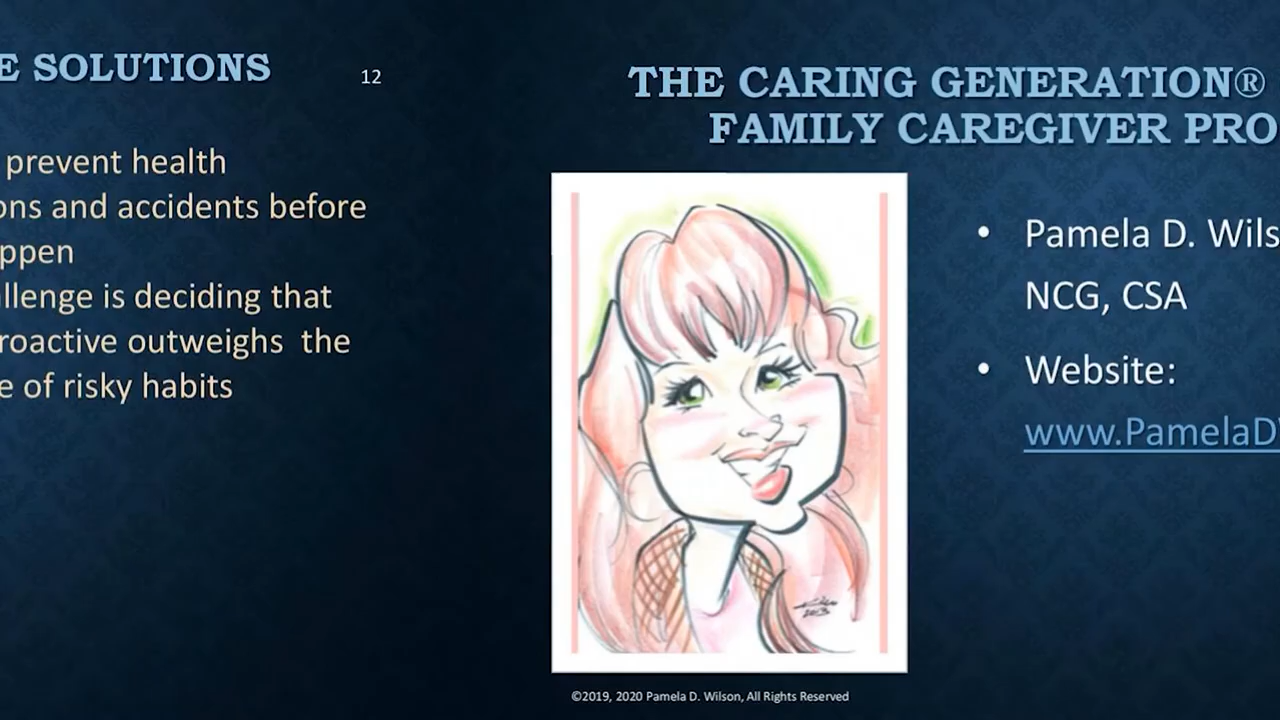 E SOLUTIONS
12
prevent health
ons and accidents before
ppen
allenge is deciding that
roactive outweighs the
e of risky habits
THE CARING GENERATION®
FAMILY CAREGIVER PRO
• Pamela D. Wils
NCG, CSA
• Website:
www.PamelaD
2013
©2019, 2020 Pamela D. Wilson, All Rights Reserved